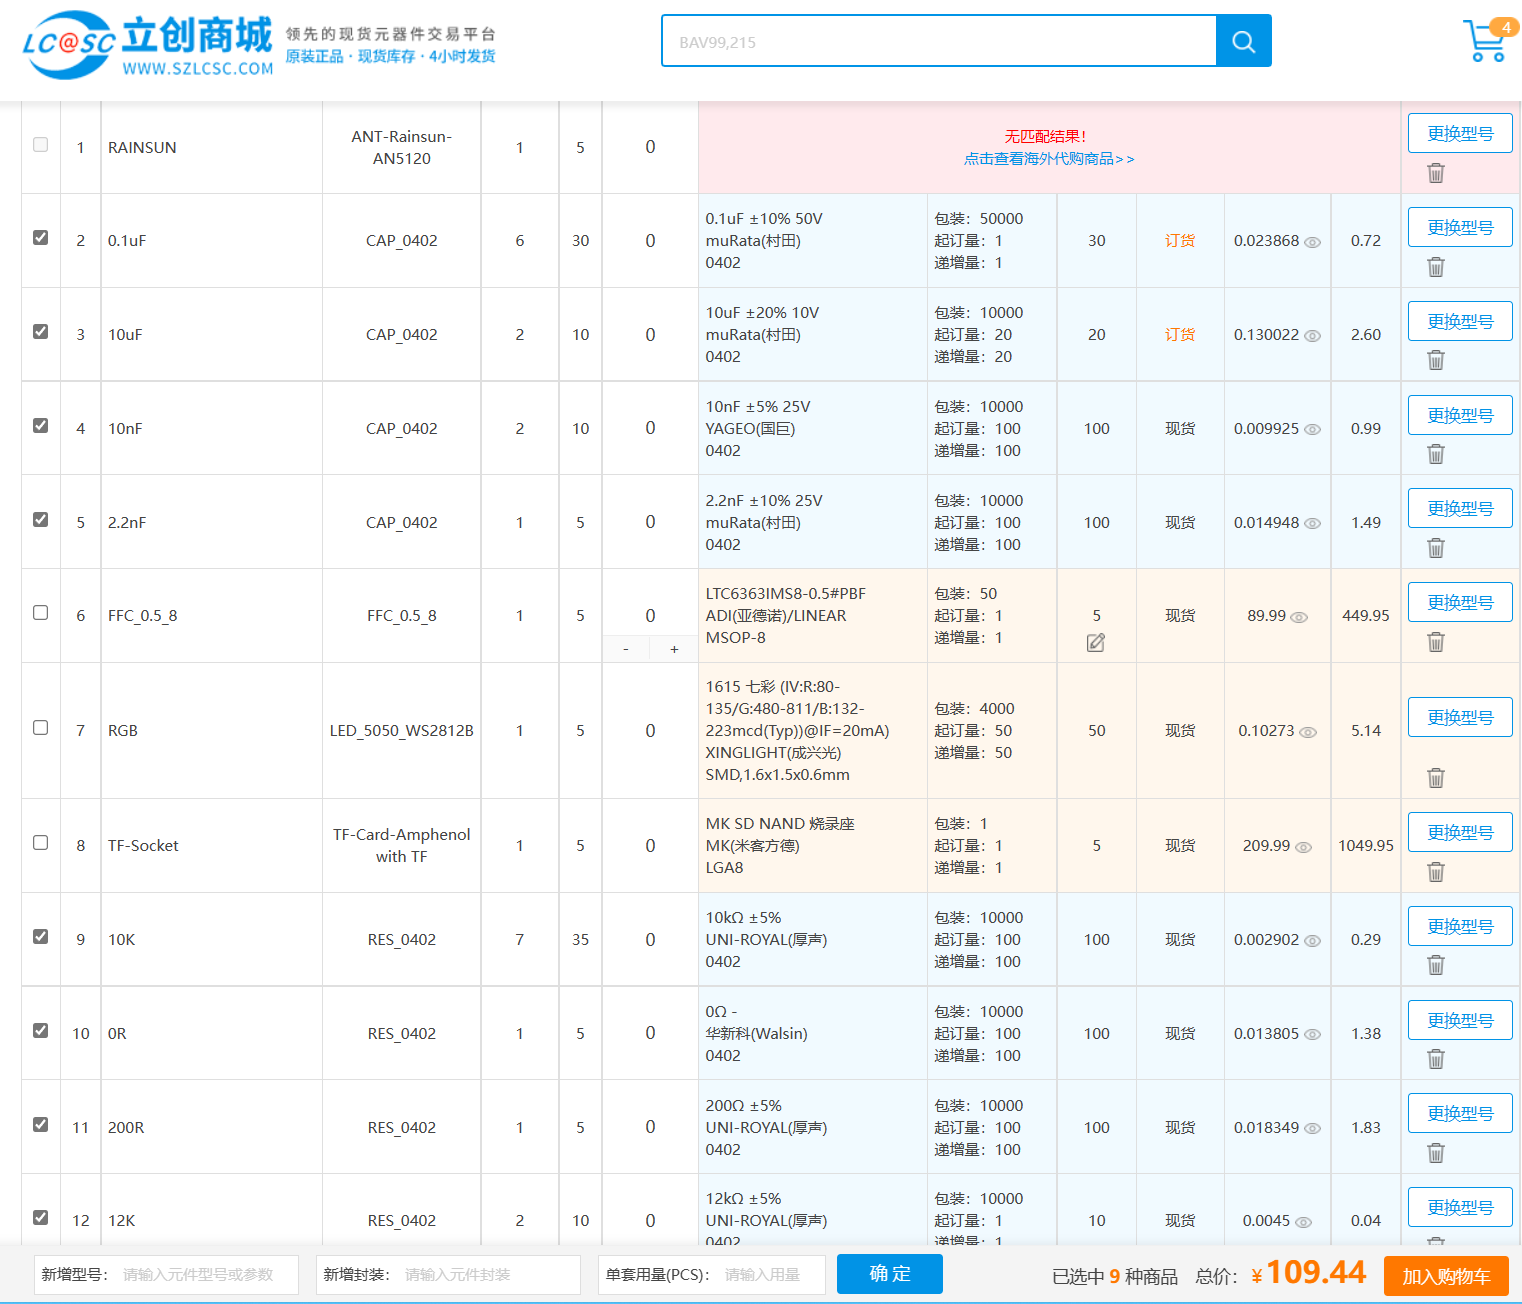 LC@SC 立创商城
WWW.SZLCSC.COM
领先的现货元器件交易平台
原装正品·现货库存·4小时发货
BAV99,215
4
1 RAINSUN ANT-Rainsun-AN5120 1 5 0 无匹配结果! 更换型号
点击查看海外代购商品>>
2 0.1uF CAP_0402 6 30 0 0.1uF ±10% 50V 包装：50000 30 订货 0.023868 0.72 更换型号
muRata(村田) 起订量：1
0402 递增量：1
3 10uF CAP_0402 2 10 0 10uF ±20% 10V 包装：10000 20 订货 0.130022 2.60 更换型号
muRata(村田) 起订量：20
0402 递增量：20
4 10nF CAP_0402 2 10 0 10nF ±5% 25V 包装：10000 100 现货 0.009925 0.99 更换型号
YAGEO(国巨) 起订量：100
0402 递增量：100
5 2.2nF CAP_0402 1 5 0 2.2nF ±10% 25V 包装：10000 100 现货 0.014948 1.49 更换型号
muRata(村田) 起订量：100
0402 递增量：100
6 FFC_0.5_8 FFC_0.5_8 1 5 0 LTC6363IMS8-0.5#PBF 包装：50 5 现货 89.99 449.95 更换型号
ADI(亚德诺)/LINEAR 起订量：1
MSOP-8 递增量：1
- +
7 RGB LED_5050_WS2812B 1 5 0 1615 七彩 (IV:R:80- 包装：4000 50 现货 0.10273 5.14 更换型号
135/G:480-811/B:132- 起订量：50
223mcd(Typ))@IF=20mA) 递增量：50
XINGLIGHT(成兴光)
SMD,1.6x1.5x0.6mm
8 TF-Socket TF-Card-Amphenol with TF 1 5 0 MK SD NAND 烧录座 包装：1 5 现货 209.99 1049.95 更换型号
MK(米客方德) 起订量：1
LGA8 递增量：1
9 10K RES_0402 7 35 0 10kΩ ±5% 包装：10000 100 现货 0.002902 0.29 更换型号
UNI-ROYAL(厚声) 起订量：100
0402 递增量：100
10 0R RES_0402 1 5 0 0Ω - 包装：10000 100 现货 0.013805 1.38 更换型号
华新科(Walsin) 起订量：100
0402 递增量：100
11 200R RES_0402 1 5 0 200Ω ±5% 包装：10000 100 现货 0.018349 1.83 更换型号
UNI-ROYAL(厚声) 起订量：100
0402 递增量：100
12 12K RES_0402 2 10 0 12kΩ ±5% 包装：10000 10 现货 0.0045 0.04 更换型号
UNI-ROYAL(厚声) 起订量：1
0402 递增量：1
新增型号： 请输入元件型号或参数 新增封装： 请输入元件封装 单套用量(PCS)： 请输入用量 确 定 已选中 9 种商品 总价：¥109.44 加入购物车